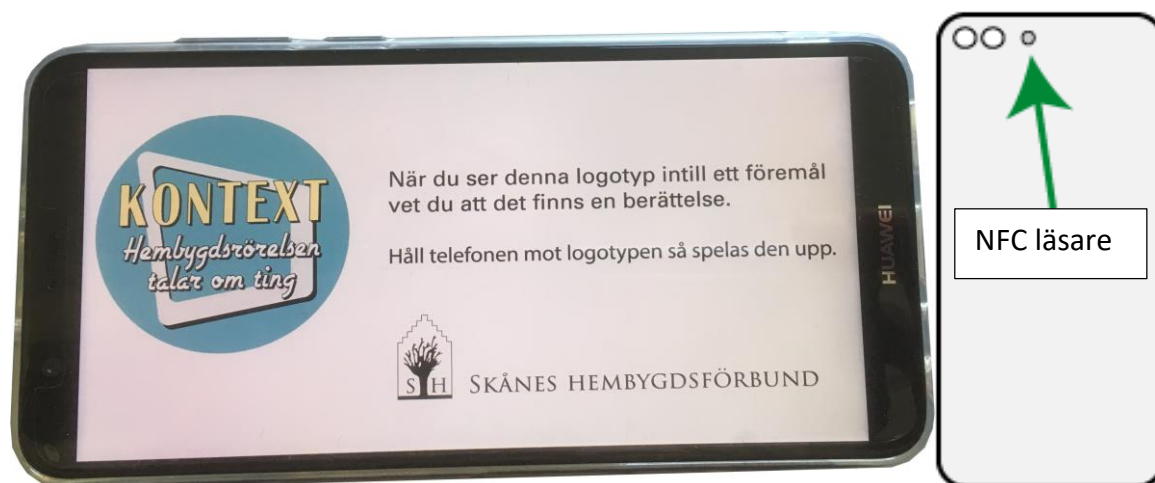 KONTEXT
Hembygdsrörelsen
talar om ting
När du ser denna logotyp intill ett föremål
vet du att det finns en berättelse.
Håll telefonen mot logotypen så spelas den upp.
S H
SKÅNES HEMBYGDSFÖRBUND
HUAWEI
NFC läsare